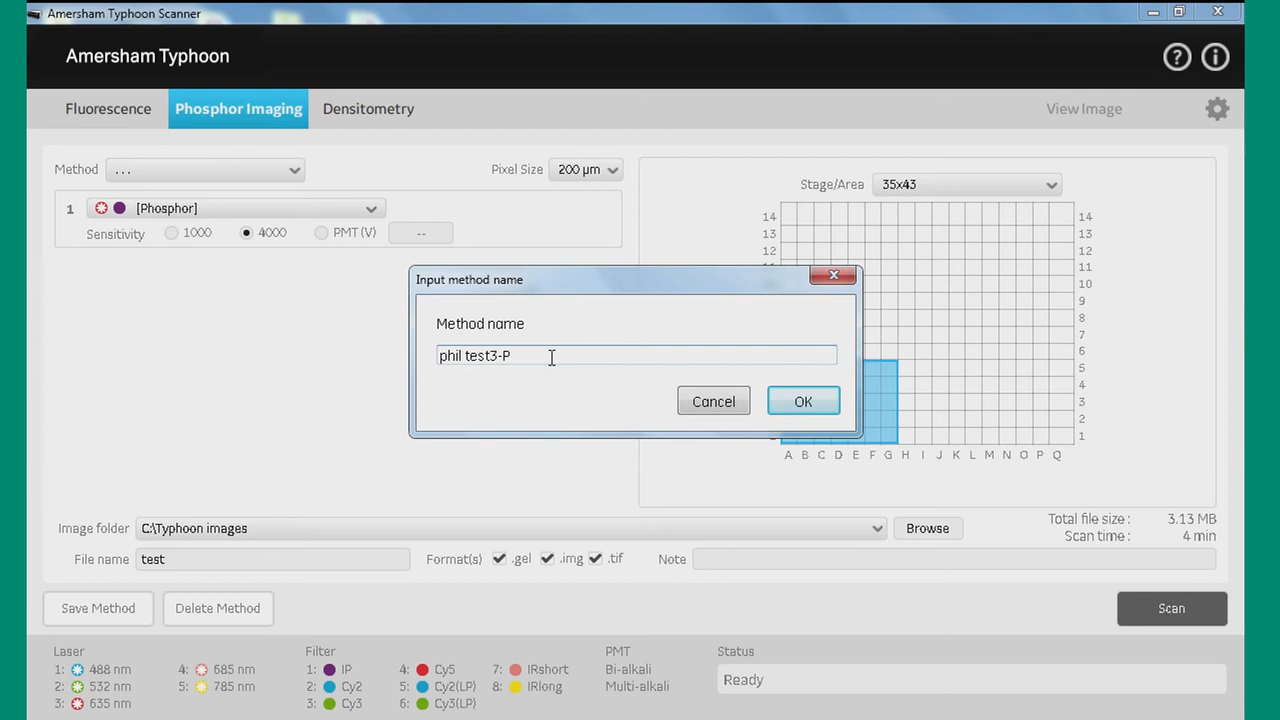 Amersham Typhoon Scanner
Amersham Typhoon
? i
Fluorescence Phosphor Imaging Densitometry View Image
Method ... Pixel Size 200 µm
1 [Phosphor]
Sensitivity 1000 4000 PMT (V) --
Stage/Area 35x43
14 14
13 13
12 12
11
10
9
8
7
6
5
4
3
2
1
A B C D E F G H I J K L M N O P Q
Input method name
Method name
phil test3-P
Cancel OK
Image folder C:\Typhoon images Browse
Total file size : 3.13 MB
Scan time : 4 min
File name test Format(s) .gel .img .tif Note
Save Method Delete Method Scan
Laser Filter PMT Status
1: 488 nm 4: 685 nm 1: IP 4: Cy5 7: IRshort Bi-alkali
2: 532 nm 5: 785 nm 2: Cy2 5: Cy2(LP) 8: IRlong Multi-alkali Ready
3: 635 nm 3: Cy3 6: Cy3(LP)